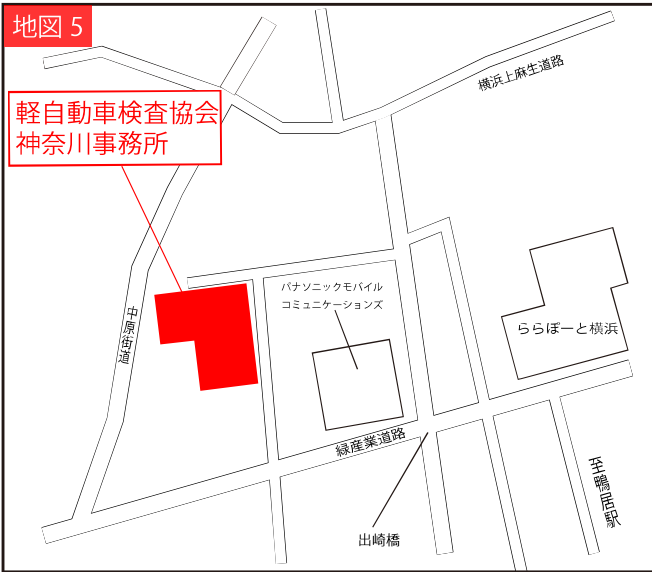 地図 5
横浜上麻生道路
軽自動車検査協会
神奈川事務所
パナソニックモバイル
コミュニケーションズ
中原街道
ららぽーと横浜
緑産業道路
至鴨居駅
出崎橋